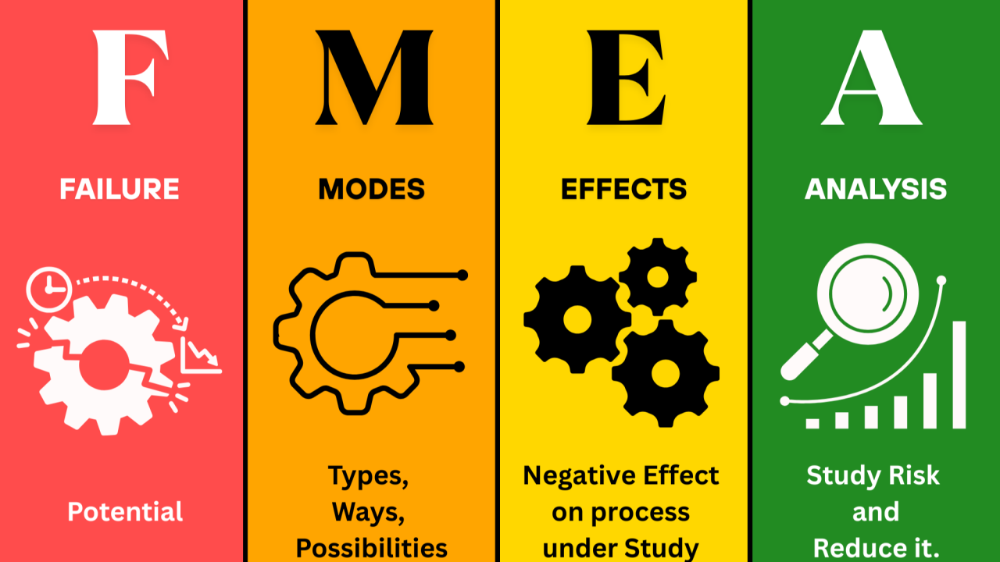 F
FAILURE
Potential
M
MODES
Types,
Ways,
Possibilities
E
EFFECTS
Negative Effect
on process
under Study
A
ANALYSIS
Study Risk
and
Reduce it.